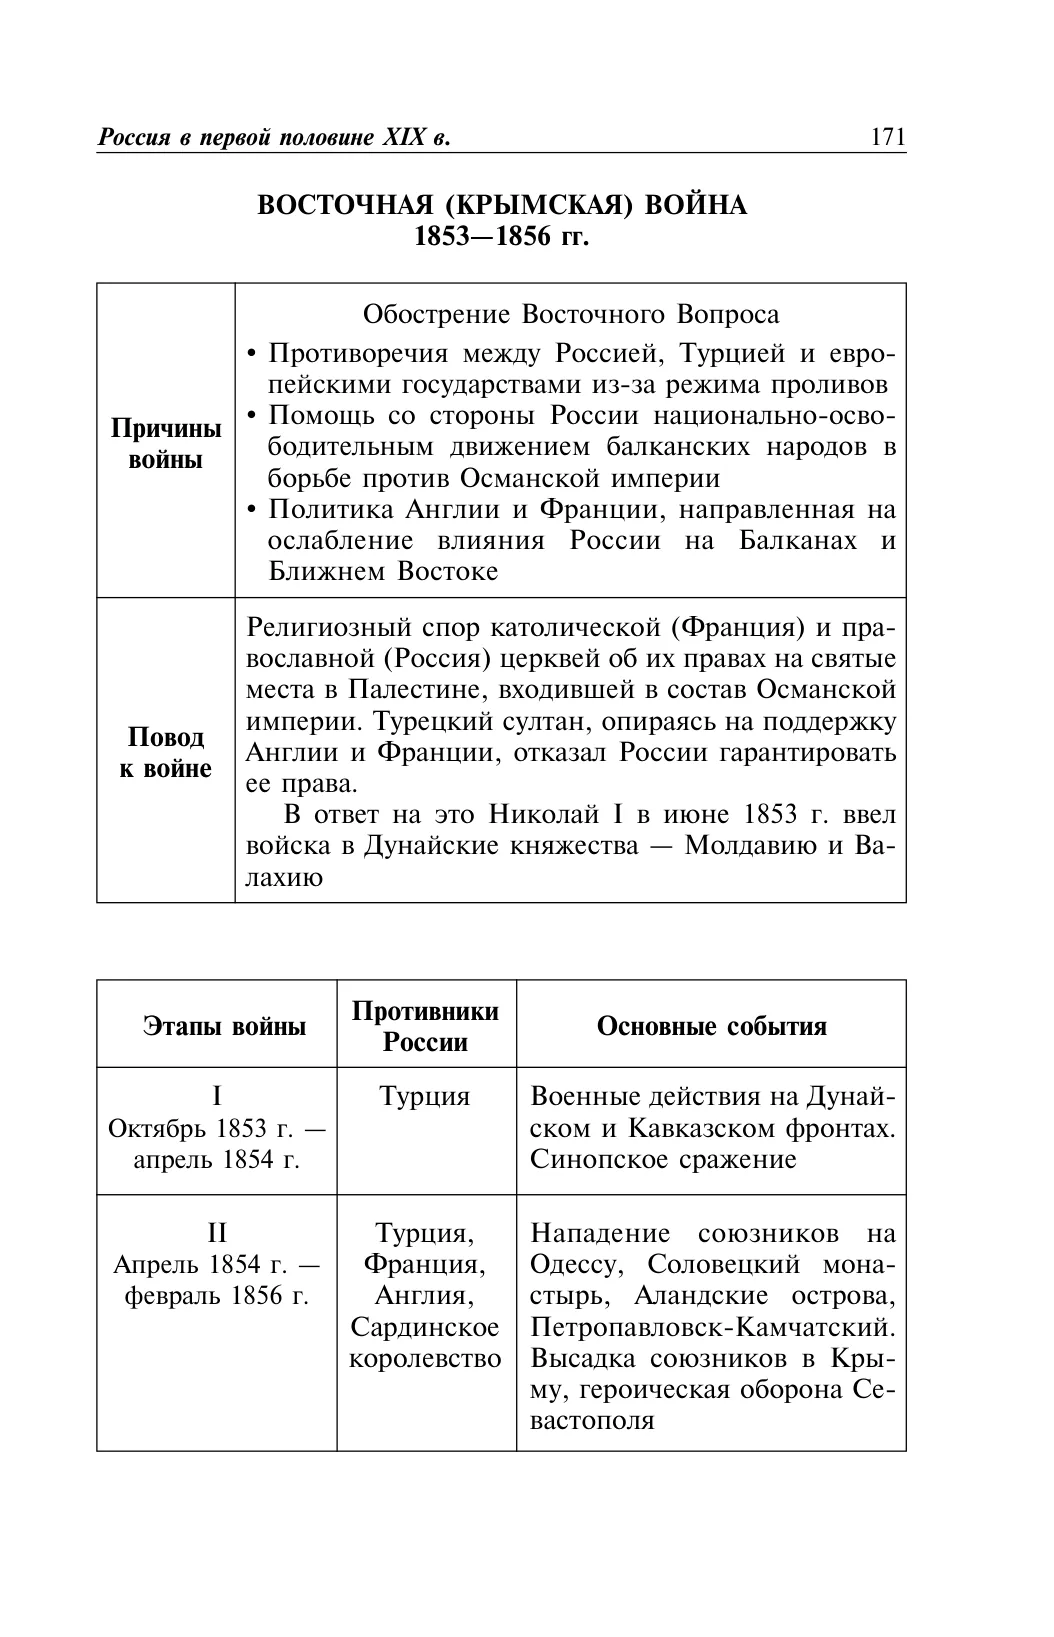 Россия в первой половине XIX в. 171
ВОСТОЧНАЯ (КРЫМСКАЯ) ВОЙНА
1853—1856 гг.
Причины
войны
Обострение Восточного Вопроса
• Противоречия между Россией, Турцией и евро-
пейскими государствами из-за режима проливов
• Помощь со стороны России национально-осво-
бодительным движением балканских народов в
борьбе против Османской империи
• Политика Англии и Франции, направленная на
ослабление влияния России на Балканах и
Ближнем Востоке
Повод
к войне
Религиозный спор католической (Франция) и пра-
вославной (Россия) церквей об их правах на святые
места в Палестине, входившей в состав Османской
империи. Турецкий султан, опираясь на поддержку
Англии и Франции, отказал России гарантировать
ее права.
В ответ на это Николай I в июне 1853 г. ввел
войска в Дунайские княжества — Молдавию и Ва-
лахию
Этапы войны
Противники
России
Основные события
I
Октябрь 1853 г. —
апрель 1854 г.
Турция
Военные действия на Дунай-
ском и Кавказском фронтах.
Синопское сражение
II
Апрель 1854 г. —
февраль 1856 г.
Турция,
Франция,
Англия,
Сардинское
королевство
Нападение союзников на
Одессу, Соловецкий мона-
стырь, Аландские острова,
Петропавловск-Камчатский.
Высадка союзников в Кры-
му, героическая оборона Се-
вастополя